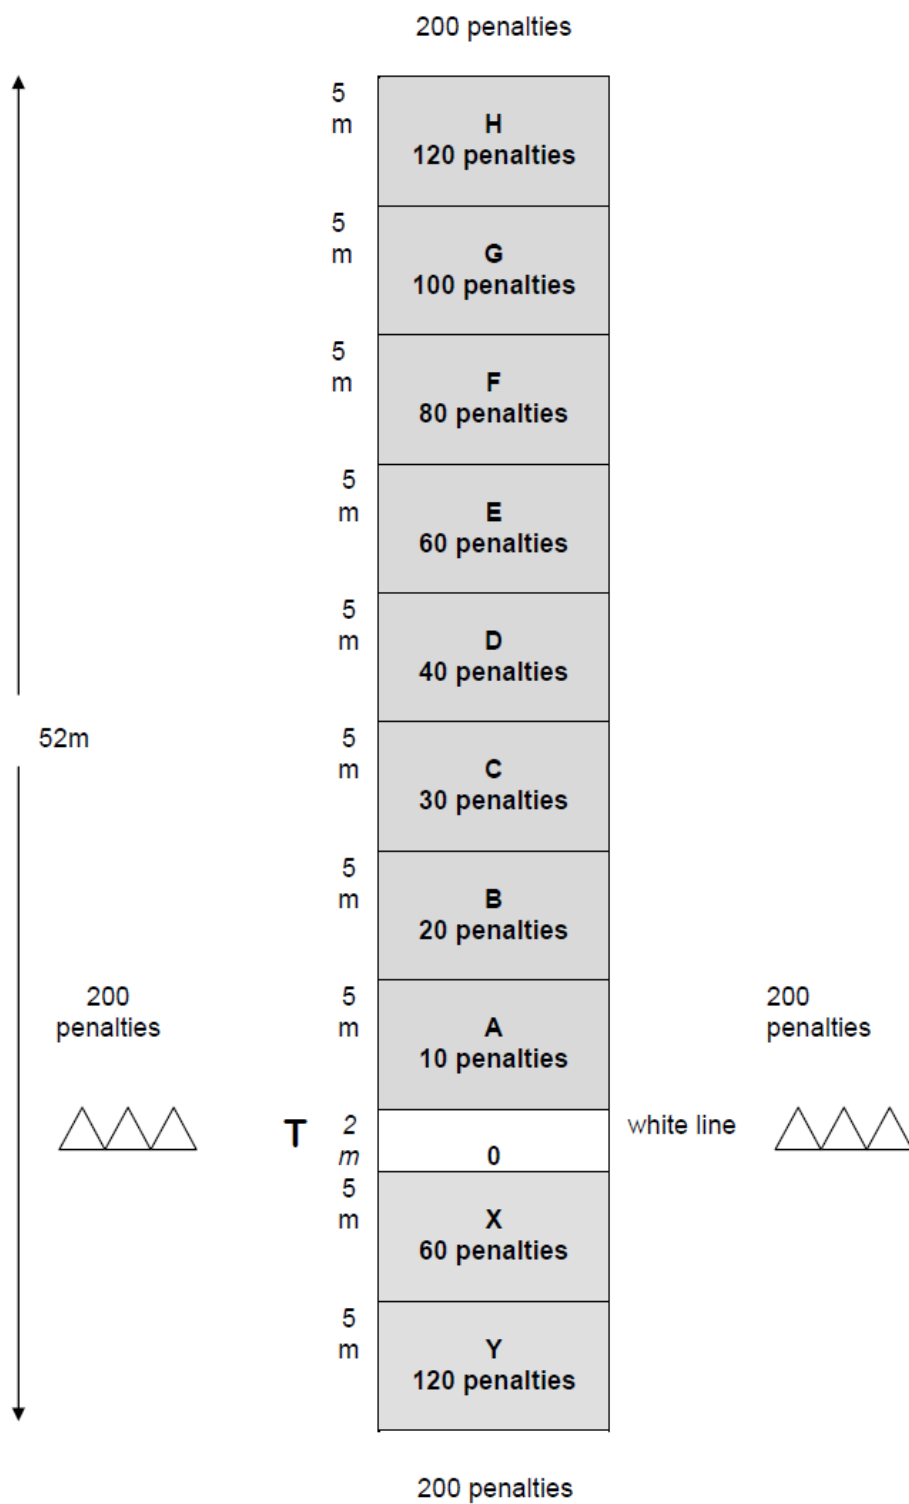 200 penalties
5
m
H
120 penalties
5
m
G
100 penalties
5
m
F
80 penalties
5
m
E
60 penalties
5
m
D
40 penalties
52m
5
m
C
30 penalties
5
m
B
20 penalties
200
penalties
5
m
A
10 penalties
200
penalties
T
2
m
0
white line
5
m
X
60 penalties
5
m
Y
120 penalties
200 penalties